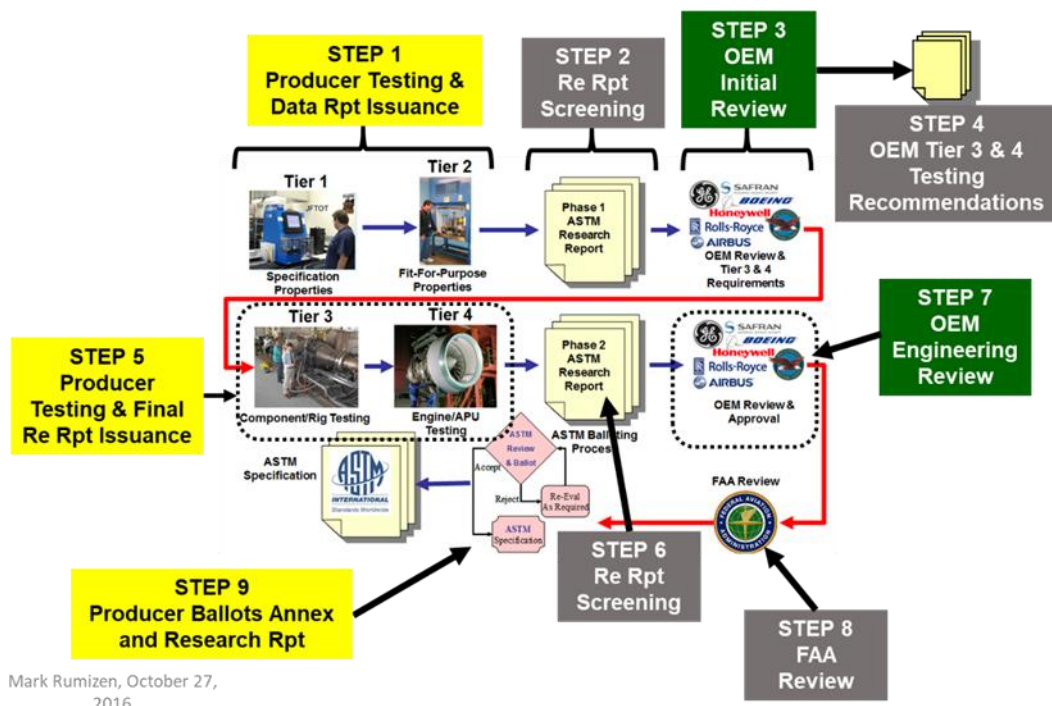 STEP 1
Producer Testing &
Data Rpt Issuance
STEP 2
Re Rpt
Screening
STEP 3
OEM
Initial
Review
STEP 4
OEM Tier 3 & 4
Testing
Recommendations
Tier 1
Tier 2
JFTOT
Specification
Properties
Fit-For-Purpose
Properties
Phase 1
ASTM
Research
Report
SAFRAN
BOEING
Honeywell
Rolls-Royce
AIRBUS
OEM Review &
Tier 3 & 4
Requirements
Tier 3
Tier 4
STEP 5
Producer
Testing & Final
Re Rpt Issuance
Component/Rig Testing
Engine/APU
Testing
Phase 2
ASTM
Research
Report
SAFRAN
BOEING
Honeywell
Rolls-Royce
AIRBUS
OEM Review &
Approval
STEP 7
OEM
Engineering
Review
ASTM
Specification
ASTM
INTERNATIONAL
Standards Worldwide
ASTM
Review
& Ballot
Accept
Reject
Re-Eval
As Required
ASTM
Specification
ASTM Balloting
Process
FAA Review
FEDERAL AVIATION
ADMINISTRATION
STEP 6
Re Rpt
Screening
STEP 9
Producer Ballots Annex
and Research Rpt
STEP 8
FAA
Review
Mark Rumizen, October 27,
2016